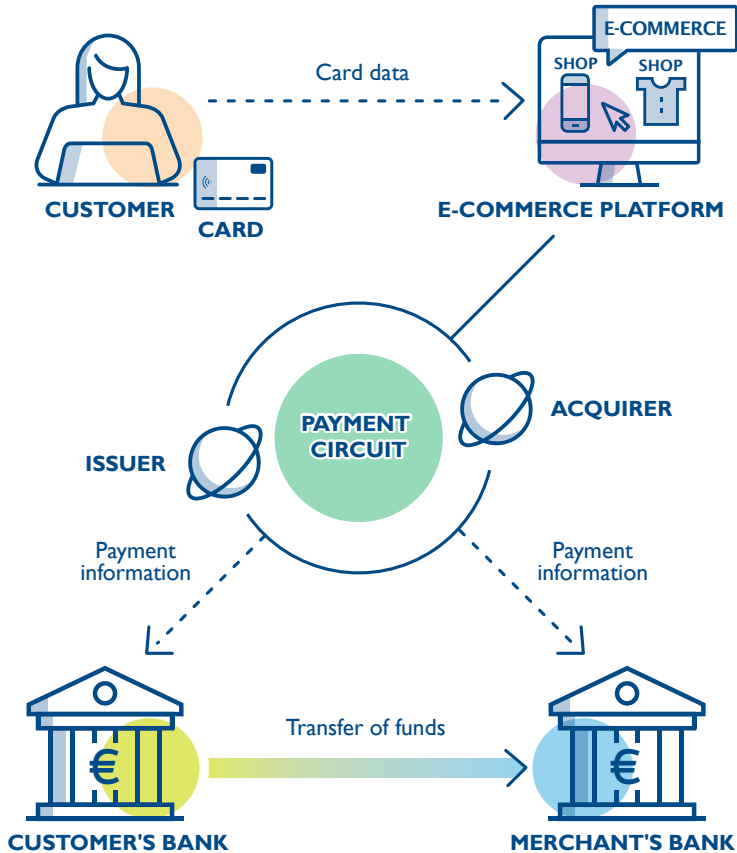 E-COMMERCE
SHOP
SHOP
Card data
CUSTOMER
CARD
E-COMMERCE PLATFORM
PAYMENT
CIRCUIT
ACQUIRER
ISSUER
Payment
information
Payment
information
€
Transfer of funds
€
CUSTOMER'S BANK
MERCHANT'S BANK